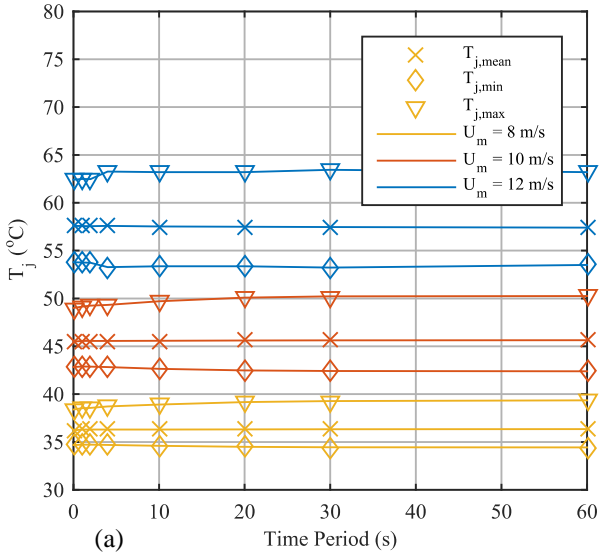 80
75
70
65
60
55
50
45
40
35
30
T_j (°C)
T_j,mean
T_j,min
T_j,max
U_m = 8 m/s
U_m = 10 m/s
U_m = 12 m/s
0 10 20 30 40 50 60
(a) Time Period (s)